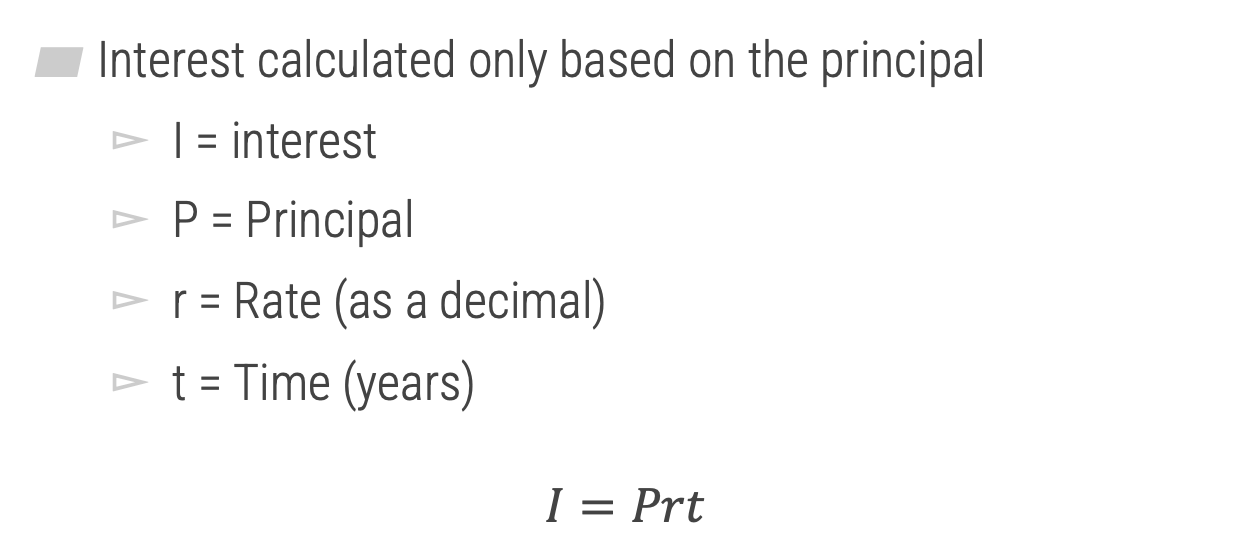 Interest calculated only based on the principal
I = interest
P = Principal
r = Rate (as a decimal)
t = Time (years)
I = Prt